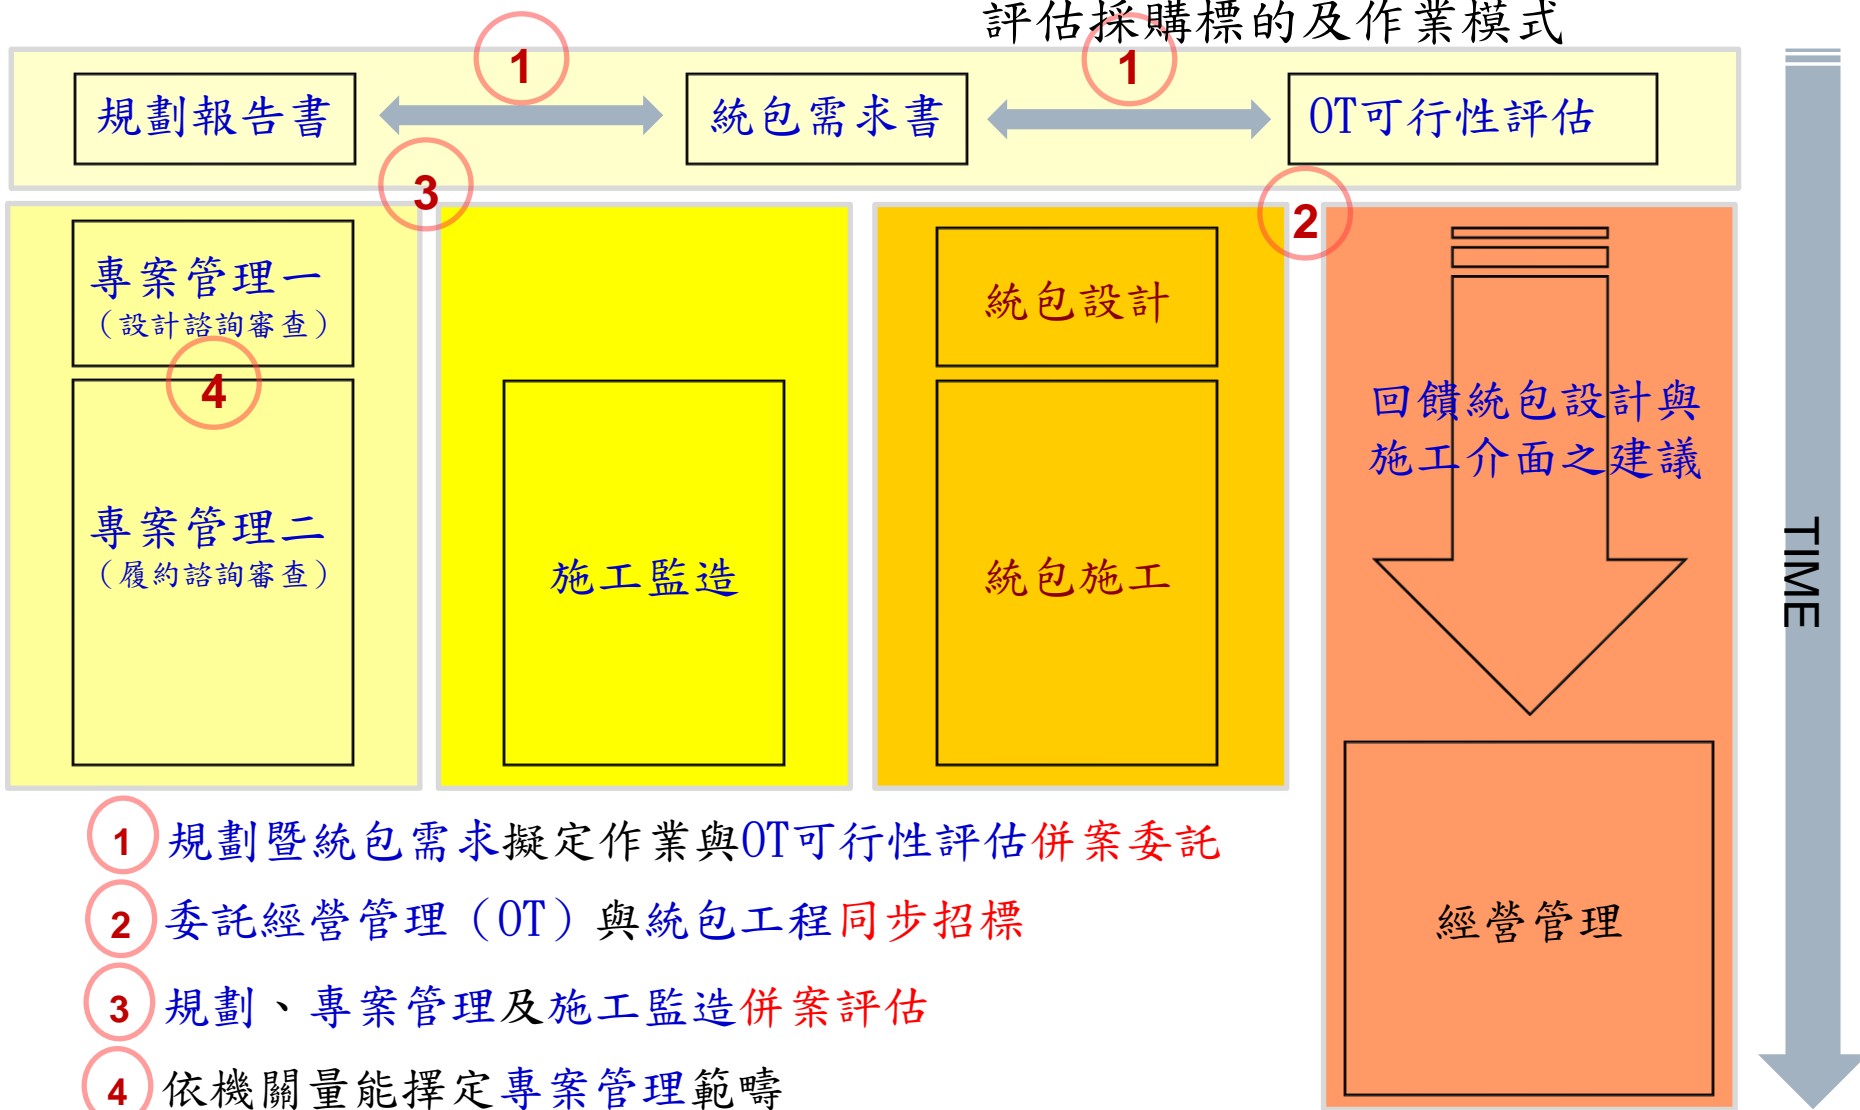 評估採購標的及作業模式
1
1
規劃報告書
統包需求書
OT可行性評估
3
2
專案管理一
（設計諮詢審查）
4
專案管理二
（履約諮詢審查）
施工監造
統包設計
統包施工
回饋統包設計與
施工介面之建議
經營管理
TIME
1 規劃暨統包需求擬定作業與OT可行性評估併案委託
2 委託經營管理（OT）與統包工程同步招標
3 規劃、專案管理及施工監造併案評估
4 依機關量能擇定專案管理範疇